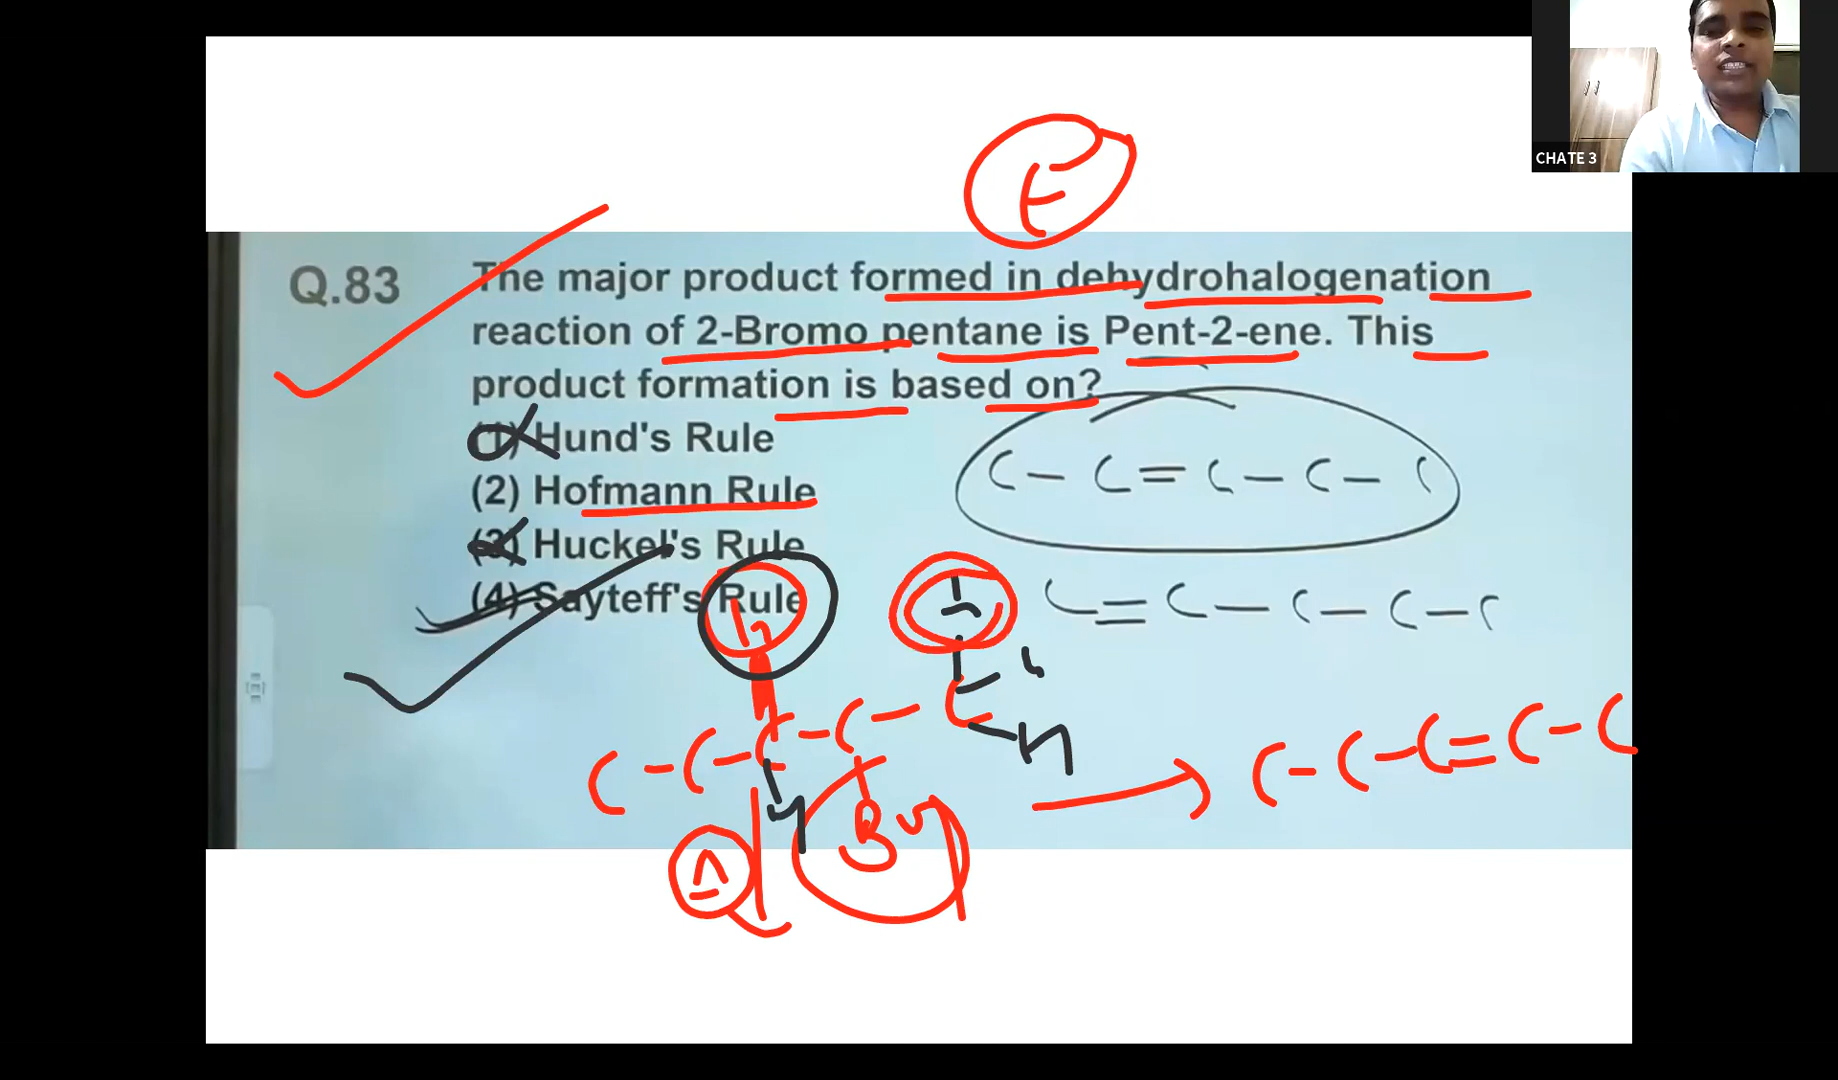 CHATE 3
E
Q.83 The major product formed in dehydrohalogenation
reaction of 2-Bromo pentane is Pent-2-ene. This
product formation is based on?
(1) Hund's Rule
(2) Hofmann Rule
(3) Huckel's Rule
(4) Sayteff's Rule
C - C = C - C - C
C = C - C - C - C
C - C - C - C - C
H
Br
C - C - C = C - C